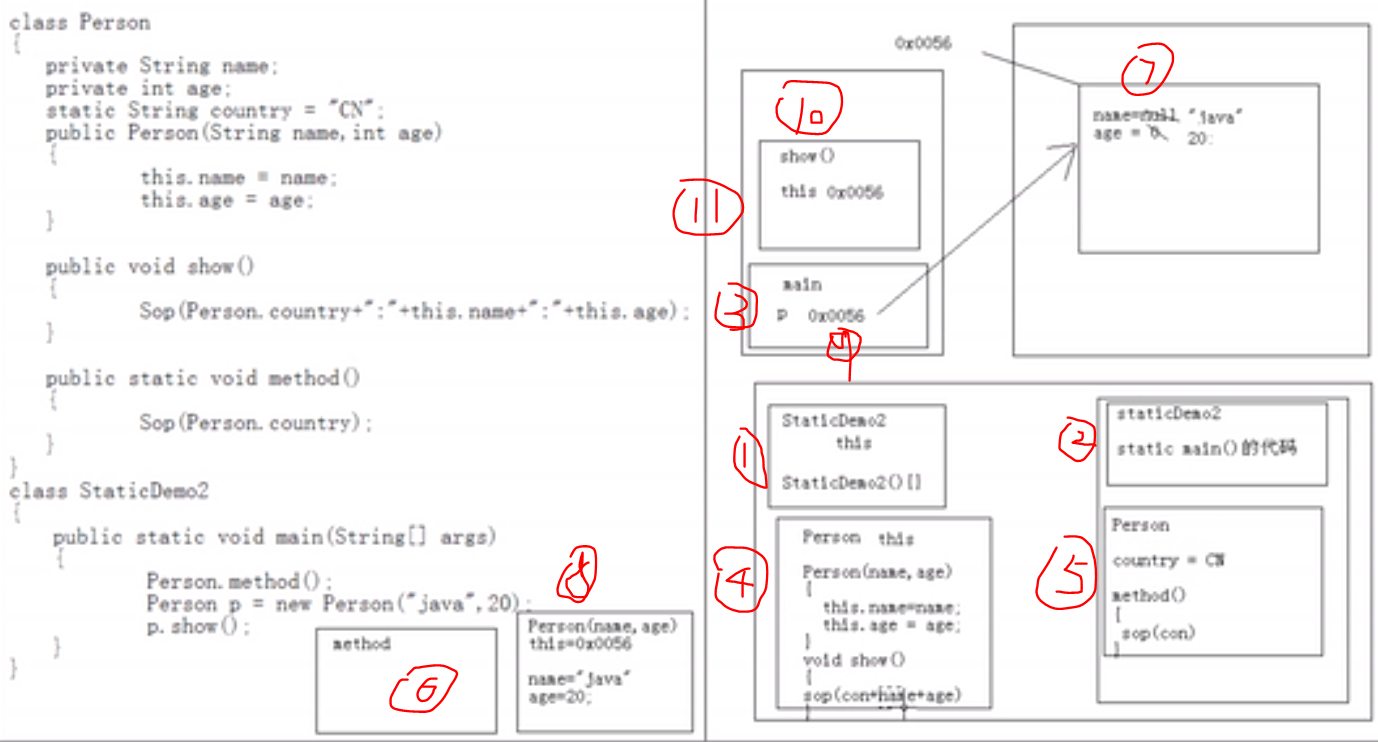 class Person
{
private String name;
private int age;
static String country = "CN";
public Person(String name,int age)
{
this.name = name;
this.age = age;
}
public void show()
{
Sop(Person.country+":"+this.name+":"+this.age);
}
public static void method()
{
Sop(Person.country);
}
}
class StaticDemo2
{
public static void main(String[] args)
{
Person.method();
Person p = new Person("java",20);
p.show();
}
}
method
6
8
Person(name,age)
this=0x0056
name="java"
age=20;
0x0056
7
name=null "java"
age = 0 20:
10
show()
this 0x0056
11
main
3
p 0x0056
StaticDemo2
this
1
StaticDemo2()[]
staticDemo2
2
static main()的代码
Person this
4
Person(name,age)
{
this.name=name;
this.age = age;
}
void show()
{
sop(con+name+age)
Person
5
country = CN
method()
{
sop(con)
}